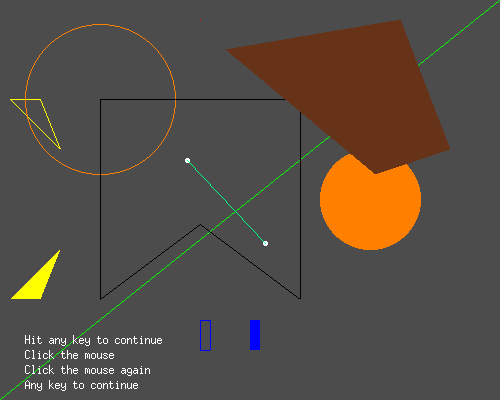 Hit any key to continue
Click the mouse
Click the mouse again
Any key to continue